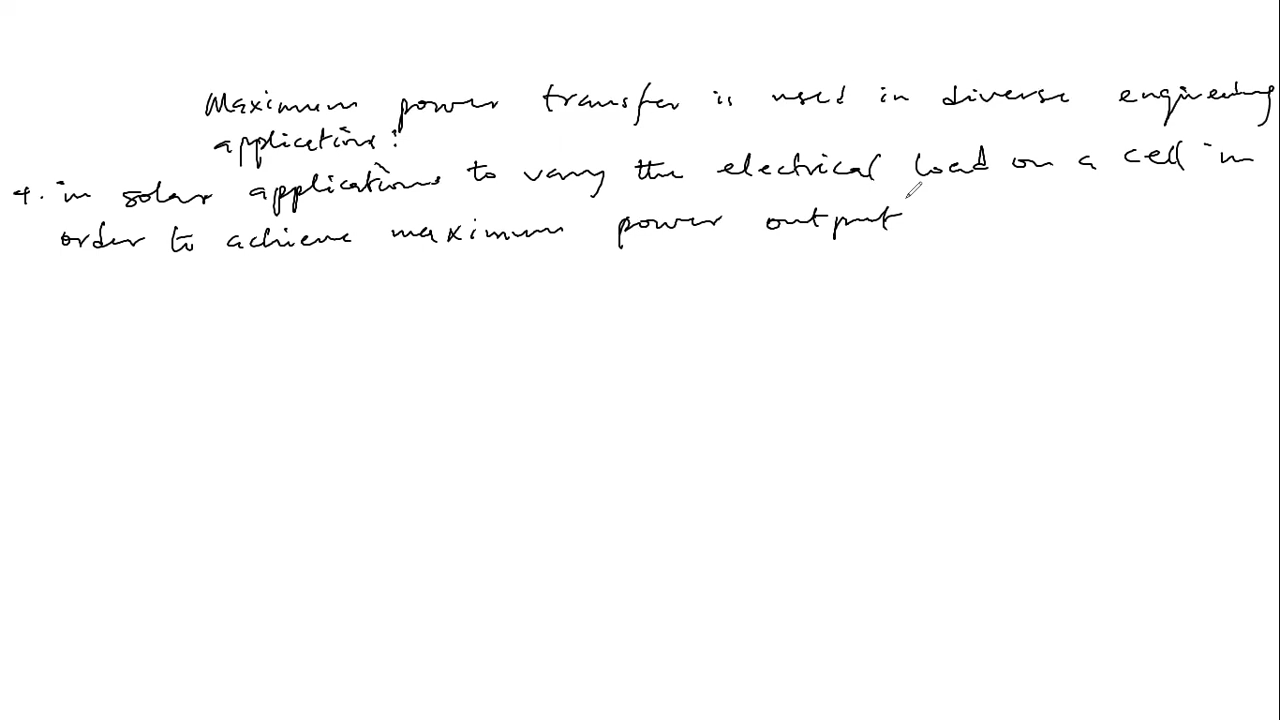 Maximum power transfer is used in diverse engineering
applications:
4. in solar applications to vary the electrical load on a cell in
order to achieve maximum power output